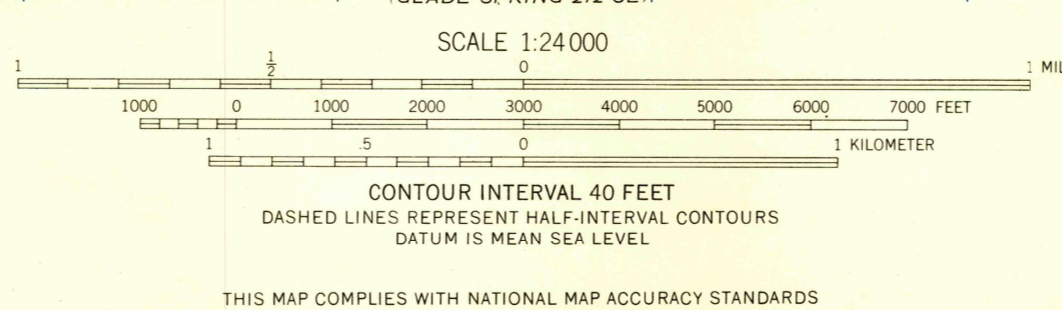 SCALE 1:24 000
1 ½ 0 1
1000 0 1000 2000 3000 4000 5000 6000 7000 FEET
1 .5 0 1 KILOMETER
CONTOUR INTERVAL 40 FEET
DASHED LINES REPRESENT HALF-INTERVAL CONTOURS
DATUM IS MEAN SEA LEVEL
THIS MAP COMPLIES WITH NATIONAL MAP ACCURACY STANDARDS